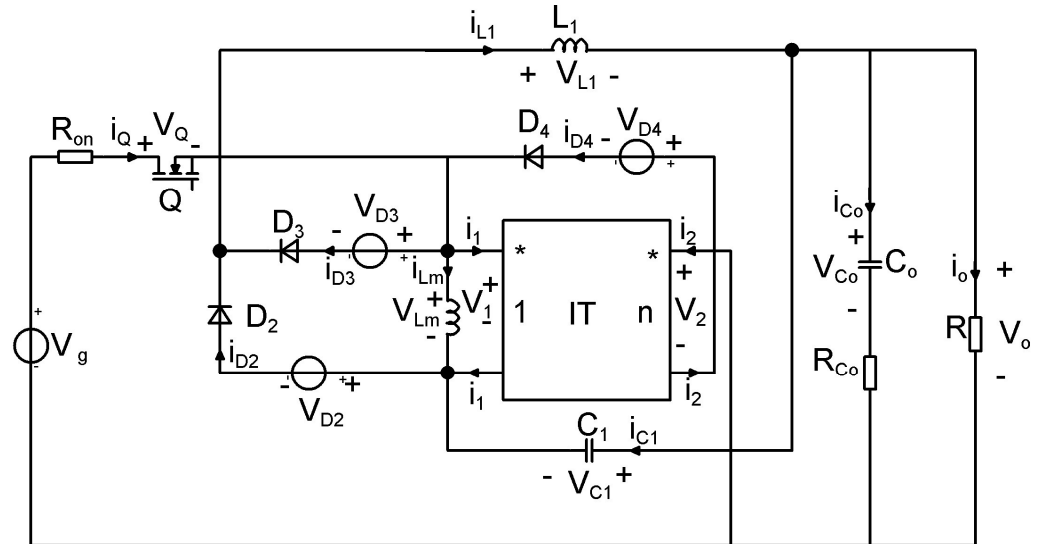 i_L1 L_1
+ V_L1 -
R_on i_Q + V_Q - D_4 i_D4 - V_D4 +
Q
D_3 - V_D3 + i_1 i_2 i_Co
i_D3 i_Lm * * + + i_o +
V_Lm + V_1 + 1 IT n V_2 V_Co C_o
- - - - R V_o
+ V_g - D_2 i_D2 R_Co -
- V_D2 + i_1 i_2
C_1 i_C1
- V_C1 +